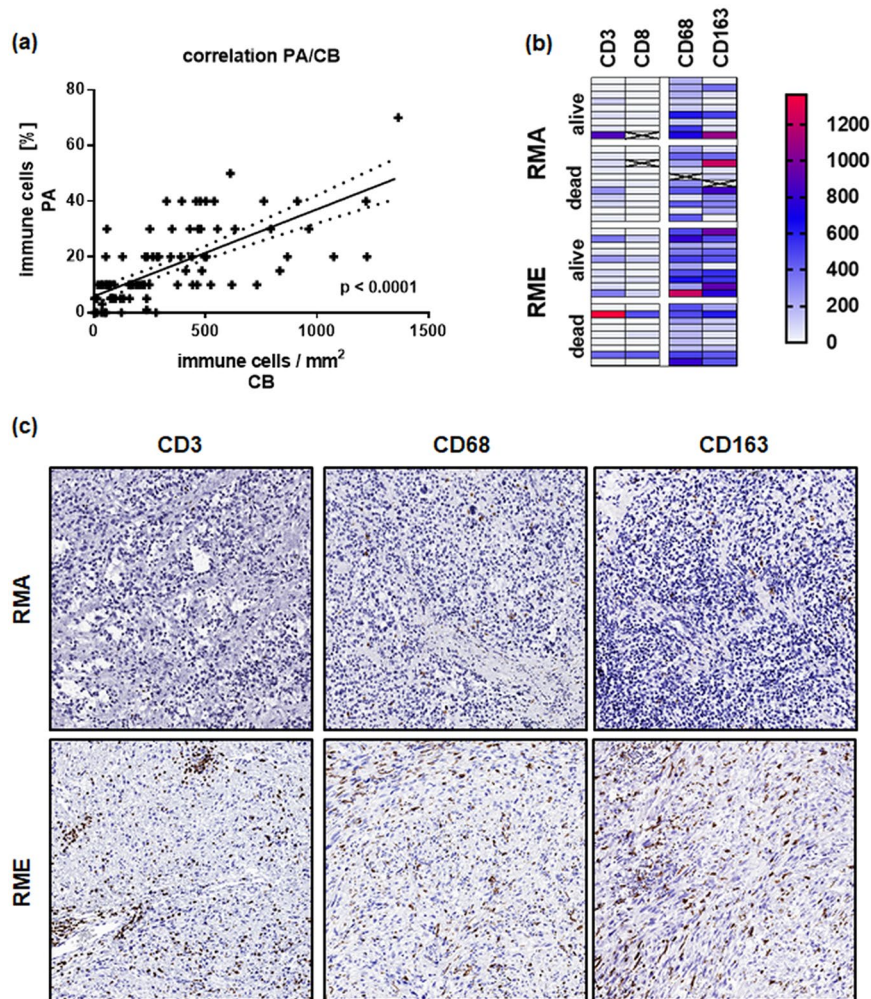 (a)
correlation PA/CB
80
60
40
20
0
immune cells [%]
PA
0 500 1000 1500
p < 0.0001
immune cells / mm²
CB
(b)
CD3 CD8 CD68 CD163
RMA
alive
dead
RME
alive
dead
1200
1000
800
600
400
200
0
(c)
CD3 CD68 CD163
RMA
RME